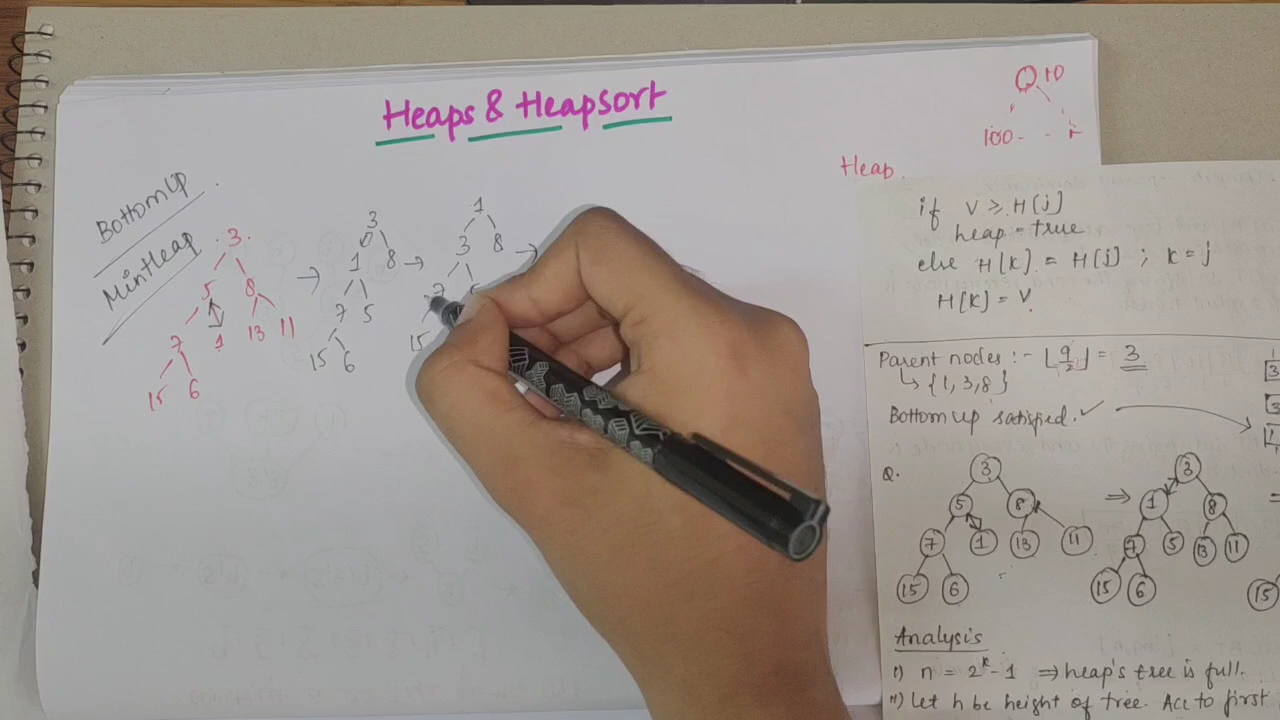 Heaps & Heapsort
10
100
Heap.
BottomUp
MinHeap
3
5 8
7 1 13 11
15 6
3
1 8
7 5
15 6
1
3 8
7
15
if V ≥ H[j]
heap = true
else H[k] = H[j] ; k = j
H[k] = V.
Parent nodes :- ⌊9/2⌋ = 3
↳ {1, 3, 8}
Bottom up satisfied. ✓
Q.
3
5 8
7 1 13 11
15 6
⇒
3
1 8
7 5 13 11
15 6
15
Analysis
i) n = 2^k - 1 ⇒ heap's tree is full.
ii) let h be height of tree. Acc to first